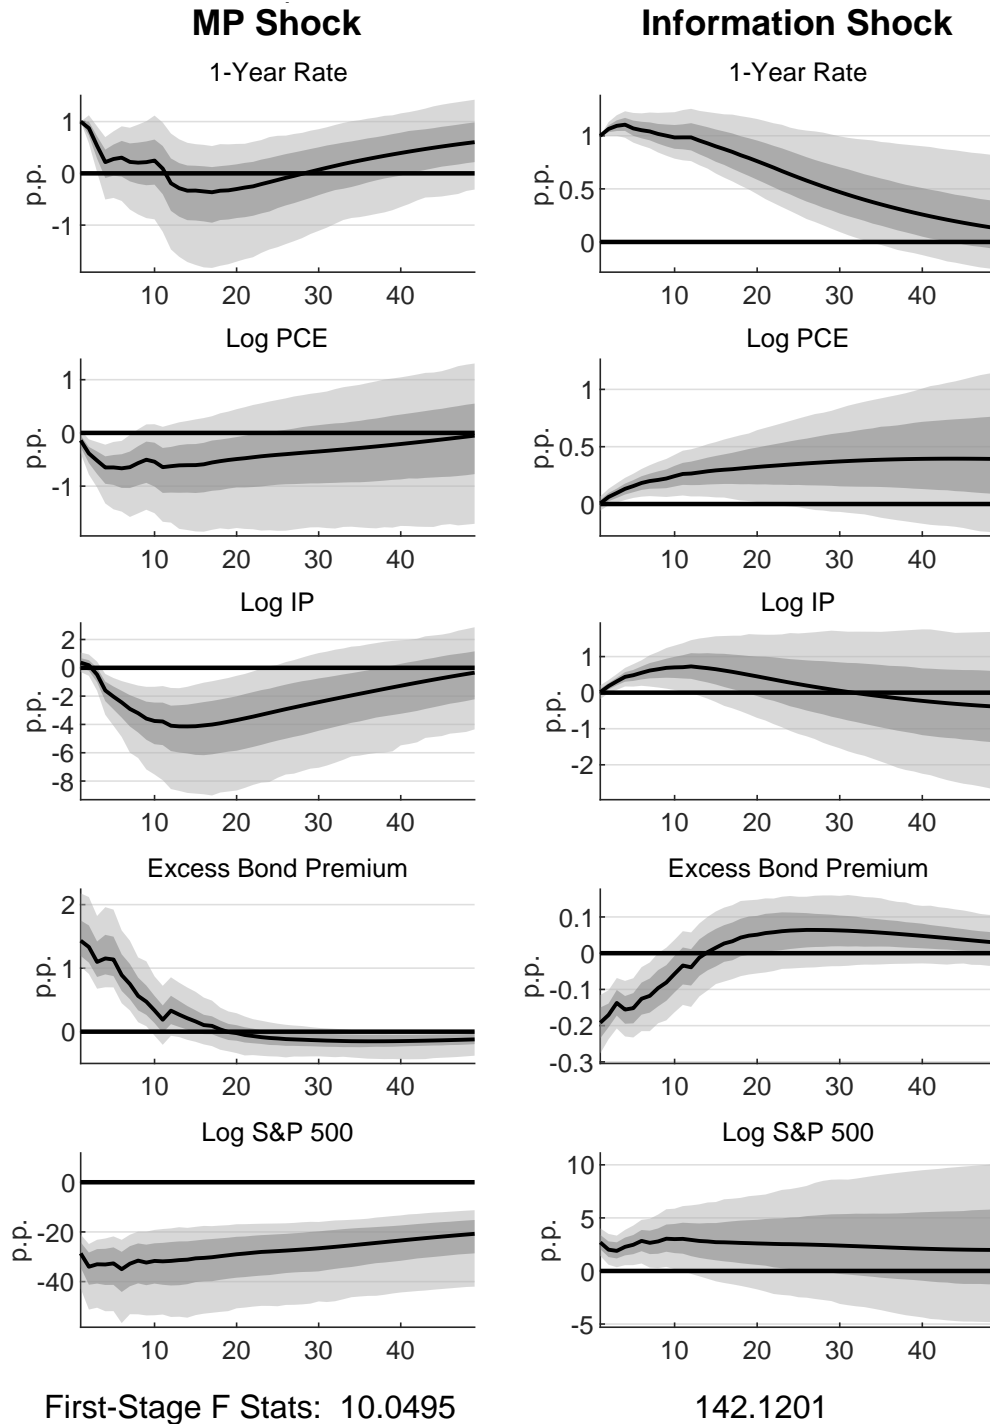 MP Shock Information Shock
1-Year Rate 1-Year Rate
p.p. 1 0 -1
10 20 30 40
p.p. 1 0.5 0
10 20 30 40
Log PCE Log PCE
p.p. 1 0 -1
10 20 30 40
p.p. 1 0.5 0
10 20 30 40
Log IP Log IP
p.p. 2 0 -2 -4 -6 -8
10 20 30 40
p.p. 1 0 -1 -2
10 20 30 40
Excess Bond Premium Excess Bond Premium
p.p. 2 1 0
10 20 30 40
p.p. 0.1 0 -0.1 -0.2 -0.3
10 20 30 40
Log S&P 500 Log S&P 500
p.p. 0 -20 -40
10 20 30 40
p.p. 10 5 0 -5
10 20 30 40
First-Stage F Stats: 10.0495 142.1201